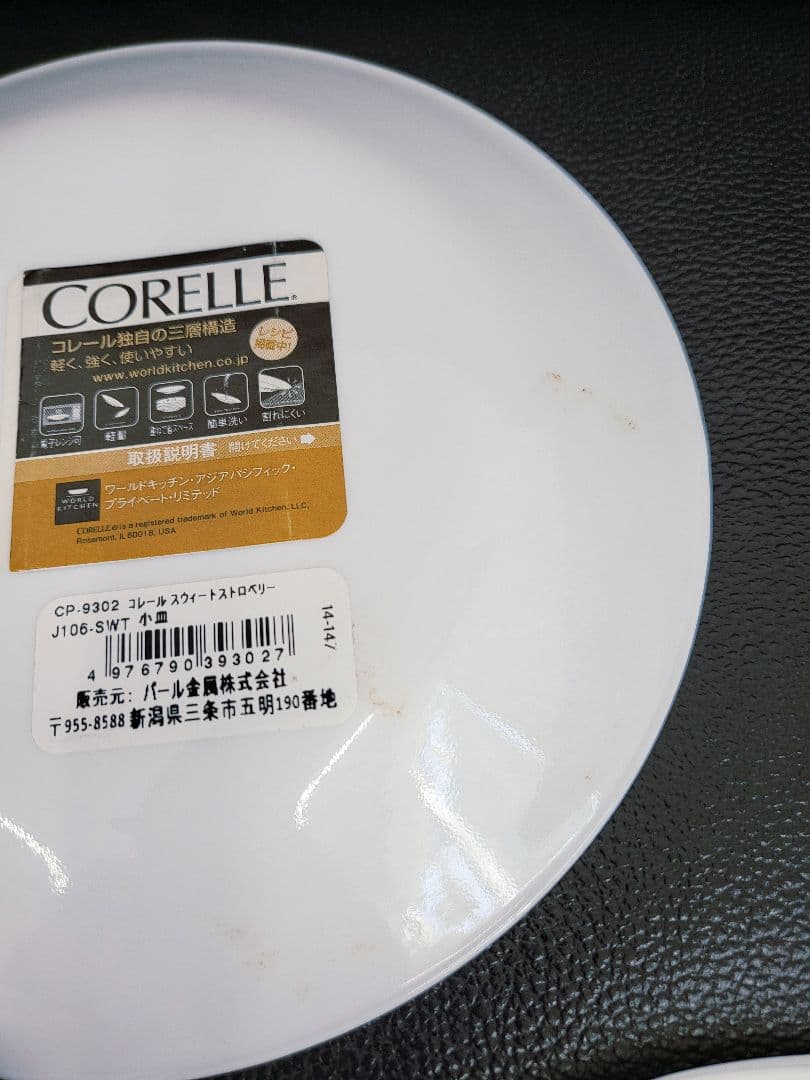 CORELLE®
コレール独自の三層構造
軽く、強く、使いやすい
www.worldkitchen.co.jp
レシピ
掲載中!
電子レンジ可
軽量
重ねて省スペース
簡単洗い
割れにくい
取扱説明書 開けてください
WORLD
KITCHEN
ワールドキッチン・アジアパシフィック・
プライベート・リミテッド
CORELLE® is a registered trademark of World Kitchen, LLC,
Rosemont, IL 60018, USA
CP-9302 コレール スウィートストロベリー
J106-SWT 小皿
14-147
4 976790 393027
販売元: パール金属株式会社
〒955-8588 新潟県三条市五明190番地